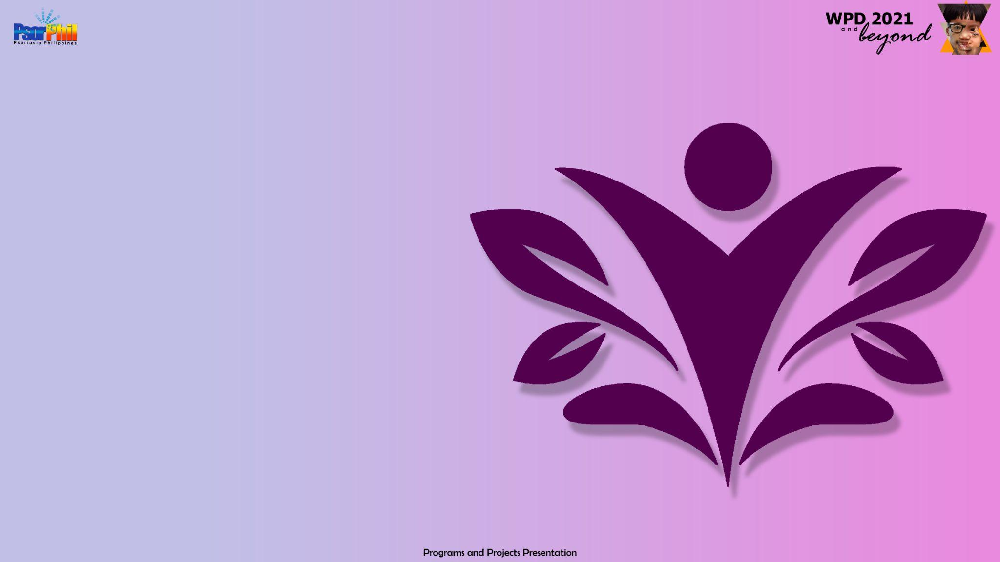 PsorPhil
Psoriasis Philippines
WPD 2021
and
beyond
Programs and Projects Presentation